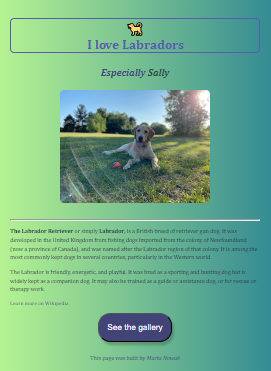 I love Labradors
Especially Sally
The Labrador Retriever or simply Labrador, is a British breed of retriever gun dog. It was
developed in the United Kingdom from fishing dogs imported from the colony of Newfoundland
(now a province of Canada), and was named after the Labrador region of that colony. It is among the
most commonly kept dogs in several countries, particularly in the Western world.
The Labrador is friendly, energetic, and playful. It was bred as a sporting and hunting dog but is
widely kept as a companion dog. It may also be trained as a guide or assistance dog, or for rescue or
therapy work.
Learn more on Wikipedia
See the gallery
This page was built by Marta